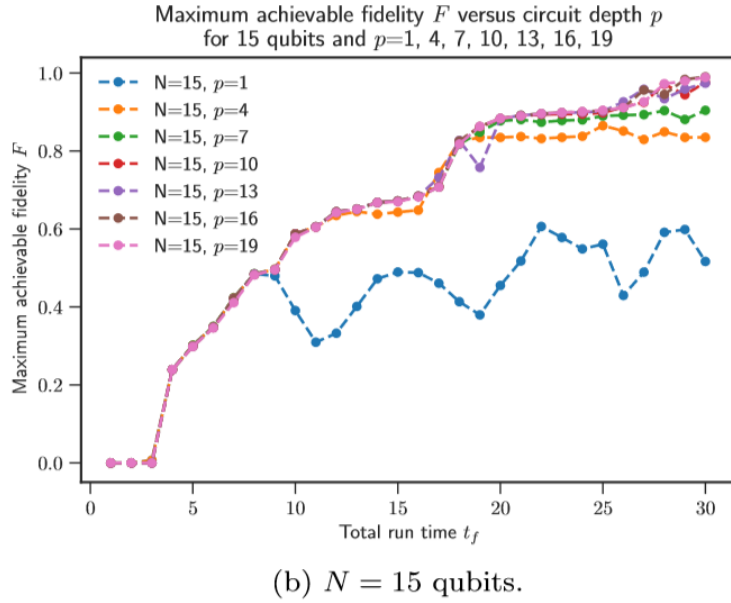 Maximum achievable fidelity F versus circuit depth p
for 15 qubits and p=1, 4, 7, 10, 13, 16, 19
Maximum achievable fidelity F
1.0
0.8
0.6
0.4
0.2
0.0
N=15, p=1
N=15, p=4
N=15, p=7
N=15, p=10
N=15, p=13
N=15, p=16
N=15, p=19
0 5 10 15 20 25 30
Total run time t_f
(b) N = 15 qubits.